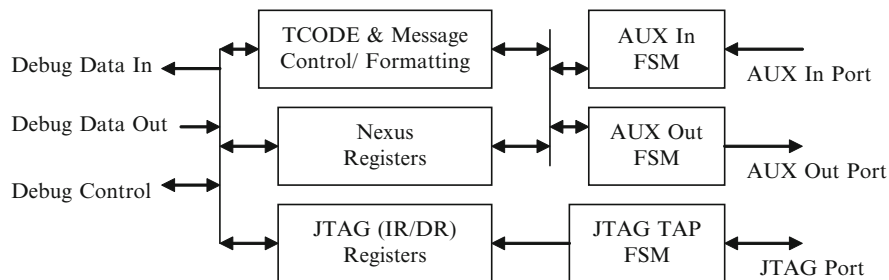 Debug Data In
Debug Data Out
Debug Control
TCODE & Message
Control/ Formatting
Nexus
Registers
JTAG (IR/DR)
Registers
AUX In
FSM
AUX Out
FSM
JTAG TAP
FSM
AUX In Port
AUX Out Port
JTAG Port